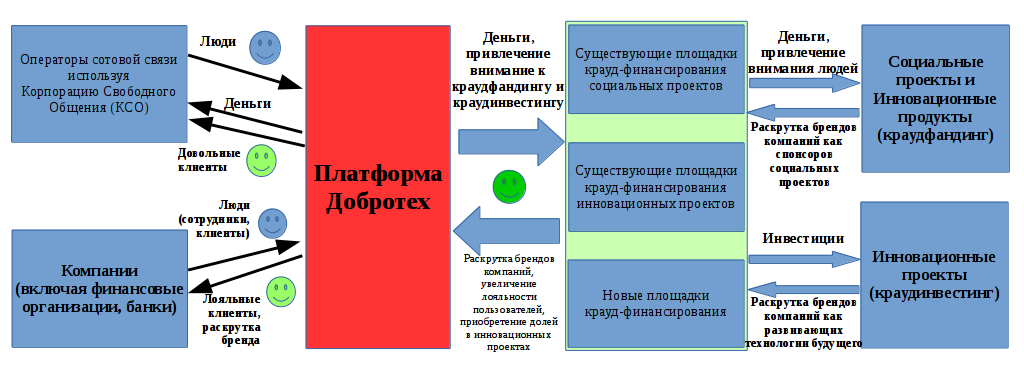 Операторы сотовой связи
используя
Корпорацию Свободного
Общения (КСО)
Люди
Деньги
Довольные
клиенты
Люди
(сотрудники,
клиенты)
Компании
(включая финансовые
организации, банки)
Лояльные
клиенты,
раскрутка
бренда
Платформа
Добротех
Деньги,
привлечение
внимание к
краудфандингу и
краудинвестингу
Раскрутка брендов
компаний,
увеличение
лояльности
пользователей,
приобретение долей
в инновационных
проектах
Существующие площадки
крауд-финансирования
социальных проектов
Существующие площадки
крауд-финансирования
инновационных проектов
Новые площадки
крауд-финансирования
Деньги,
привлечение
внимания людей
Раскрутка брендов
компаний как
спонсоров
социальных
проектов
Инвестиции
Раскрутка брендов
компаний как
развивающих
технологии будущего
Социальные
проекты и
Инновационные
продукты
(краудфандинг)
Инновационные
проекты
(краудинвестинг)